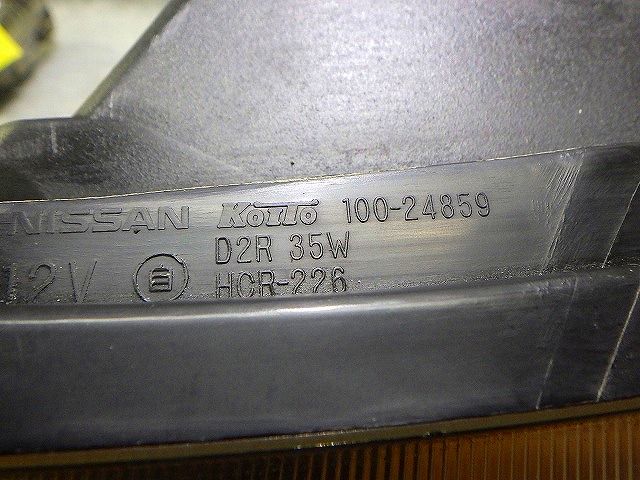 NISSAN KOITO 100-24859
D2R 35W
12V HCR-226